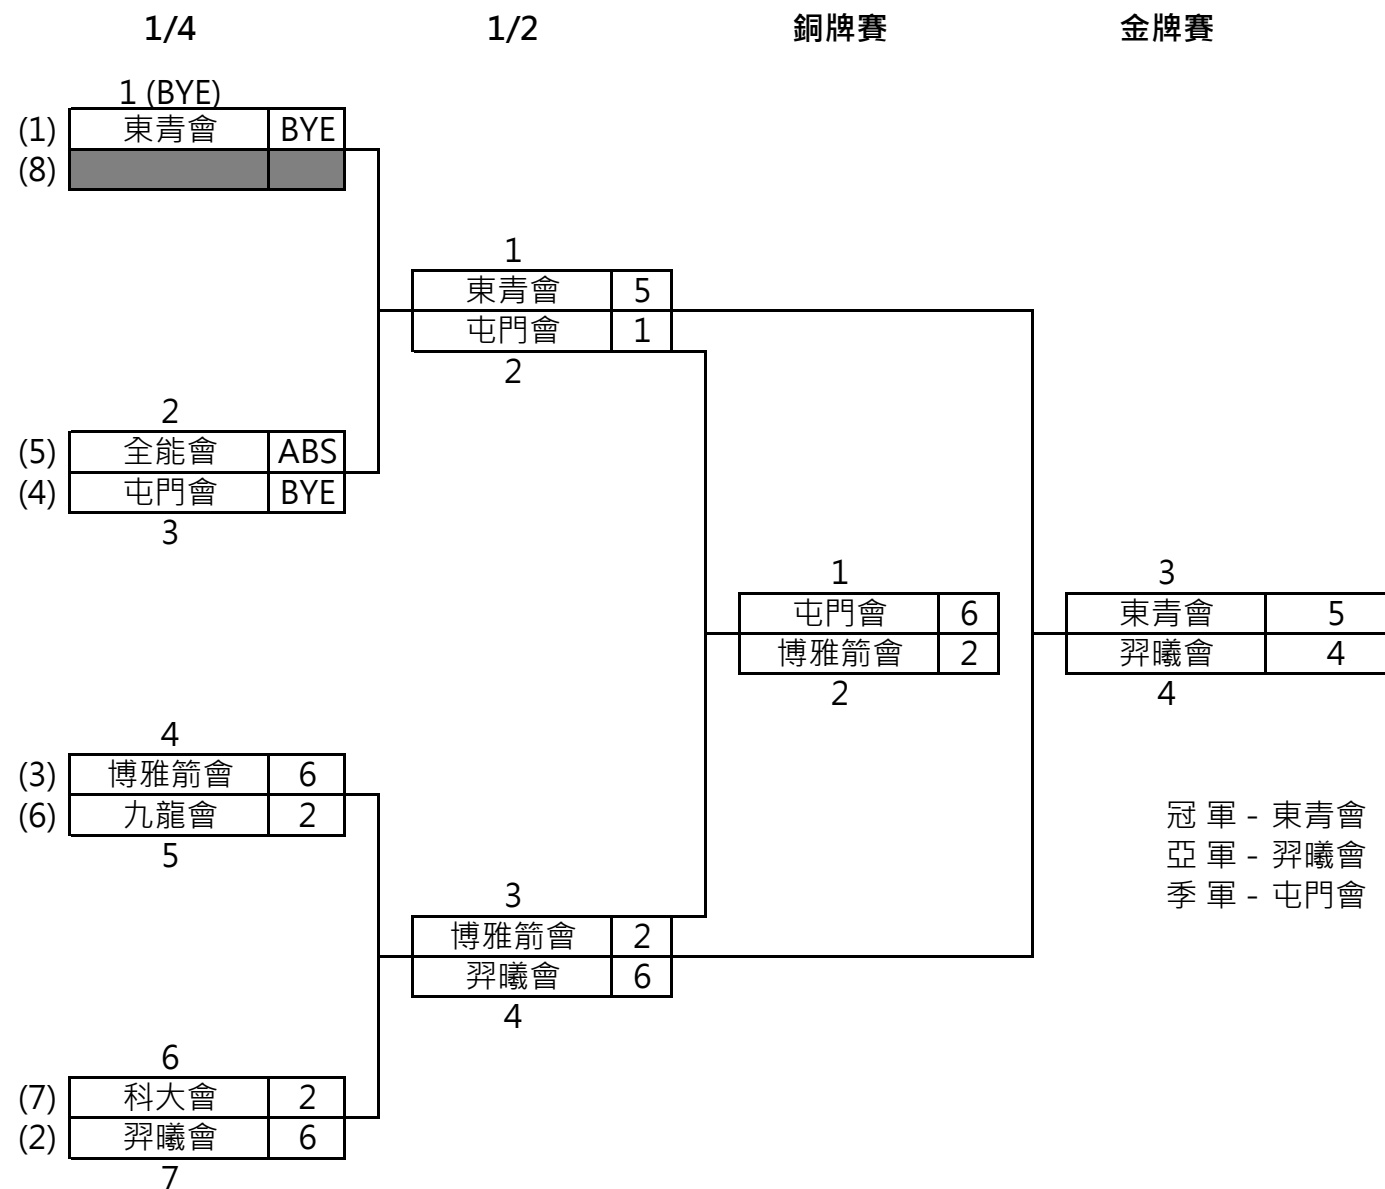 1/4 1/2 銅牌賽 金牌賽
1 (BYE)
(1) 東青會 BYE
(8)
1
東青會 5
屯門會 1
2
2
(5) 全能會 ABS
(4) 屯門會 BYE
3
1 3
屯門會 6 東青會 5
博雅箭會 2 羿曦會 4
2 4
4
(3) 博雅箭會 6
(6) 九龍會 2
5
冠 軍 - 東青會
亞 軍 - 羿曦會
季 軍 - 屯門會
3
博雅箭會 2
羿曦會 6
4
6
(7) 科大會 2
(2) 羿曦會 6
7